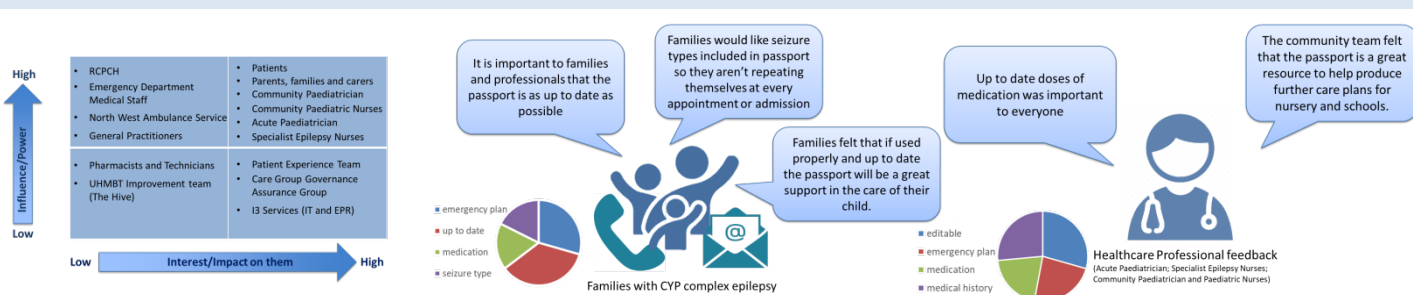 High
Influence/Power
Low
• RCPCH
• Emergency Department
Medical Staff
• North West Ambulance Service
• General Practitioners
• Patients
• Parents, families and carers
• Community Paediatrician
• Community Paediatric Nurses
• Acute Paediatrician
• Specialist Epilepsy Nurses
• Pharmacists and Technicians
• UHMBT Improvement team
(The Hive)
• Patient Experience Team
• Care Group Governance
Assurance Group
• I3 Services (IT and EPR)
Low
Interest/Impact on them
High
It is important to families
and professionals that the
passport is as up to date as
possible
Families would like seizure
types included in passport
so they aren't repeating
themselves at every
appointment or admission
Families felt that if used
properly and up to date
the passport will be a great
support in the care of their
child.
emergency plan
up to date
medication
seizure type
@
Families with CYP complex epilepsy
Up to date doses of
medication was important
to everyone
The community team felt
that the passport is a great
resource to help produce
further care plans for
nursery and schools.
editable
emergency plan
medication
medical history
Healthcare Professional feedback
(Acute Paediatrician; Specialist Epilepsy Nurses;
Community Paediatrician and Paediatric Nurses)